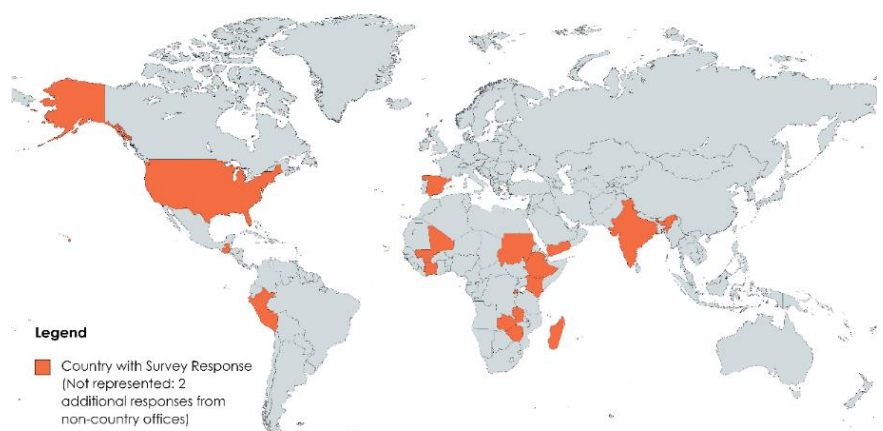 Legend
Country with Survey Response
(Not represented: 2
additional responses from
non-country offices)